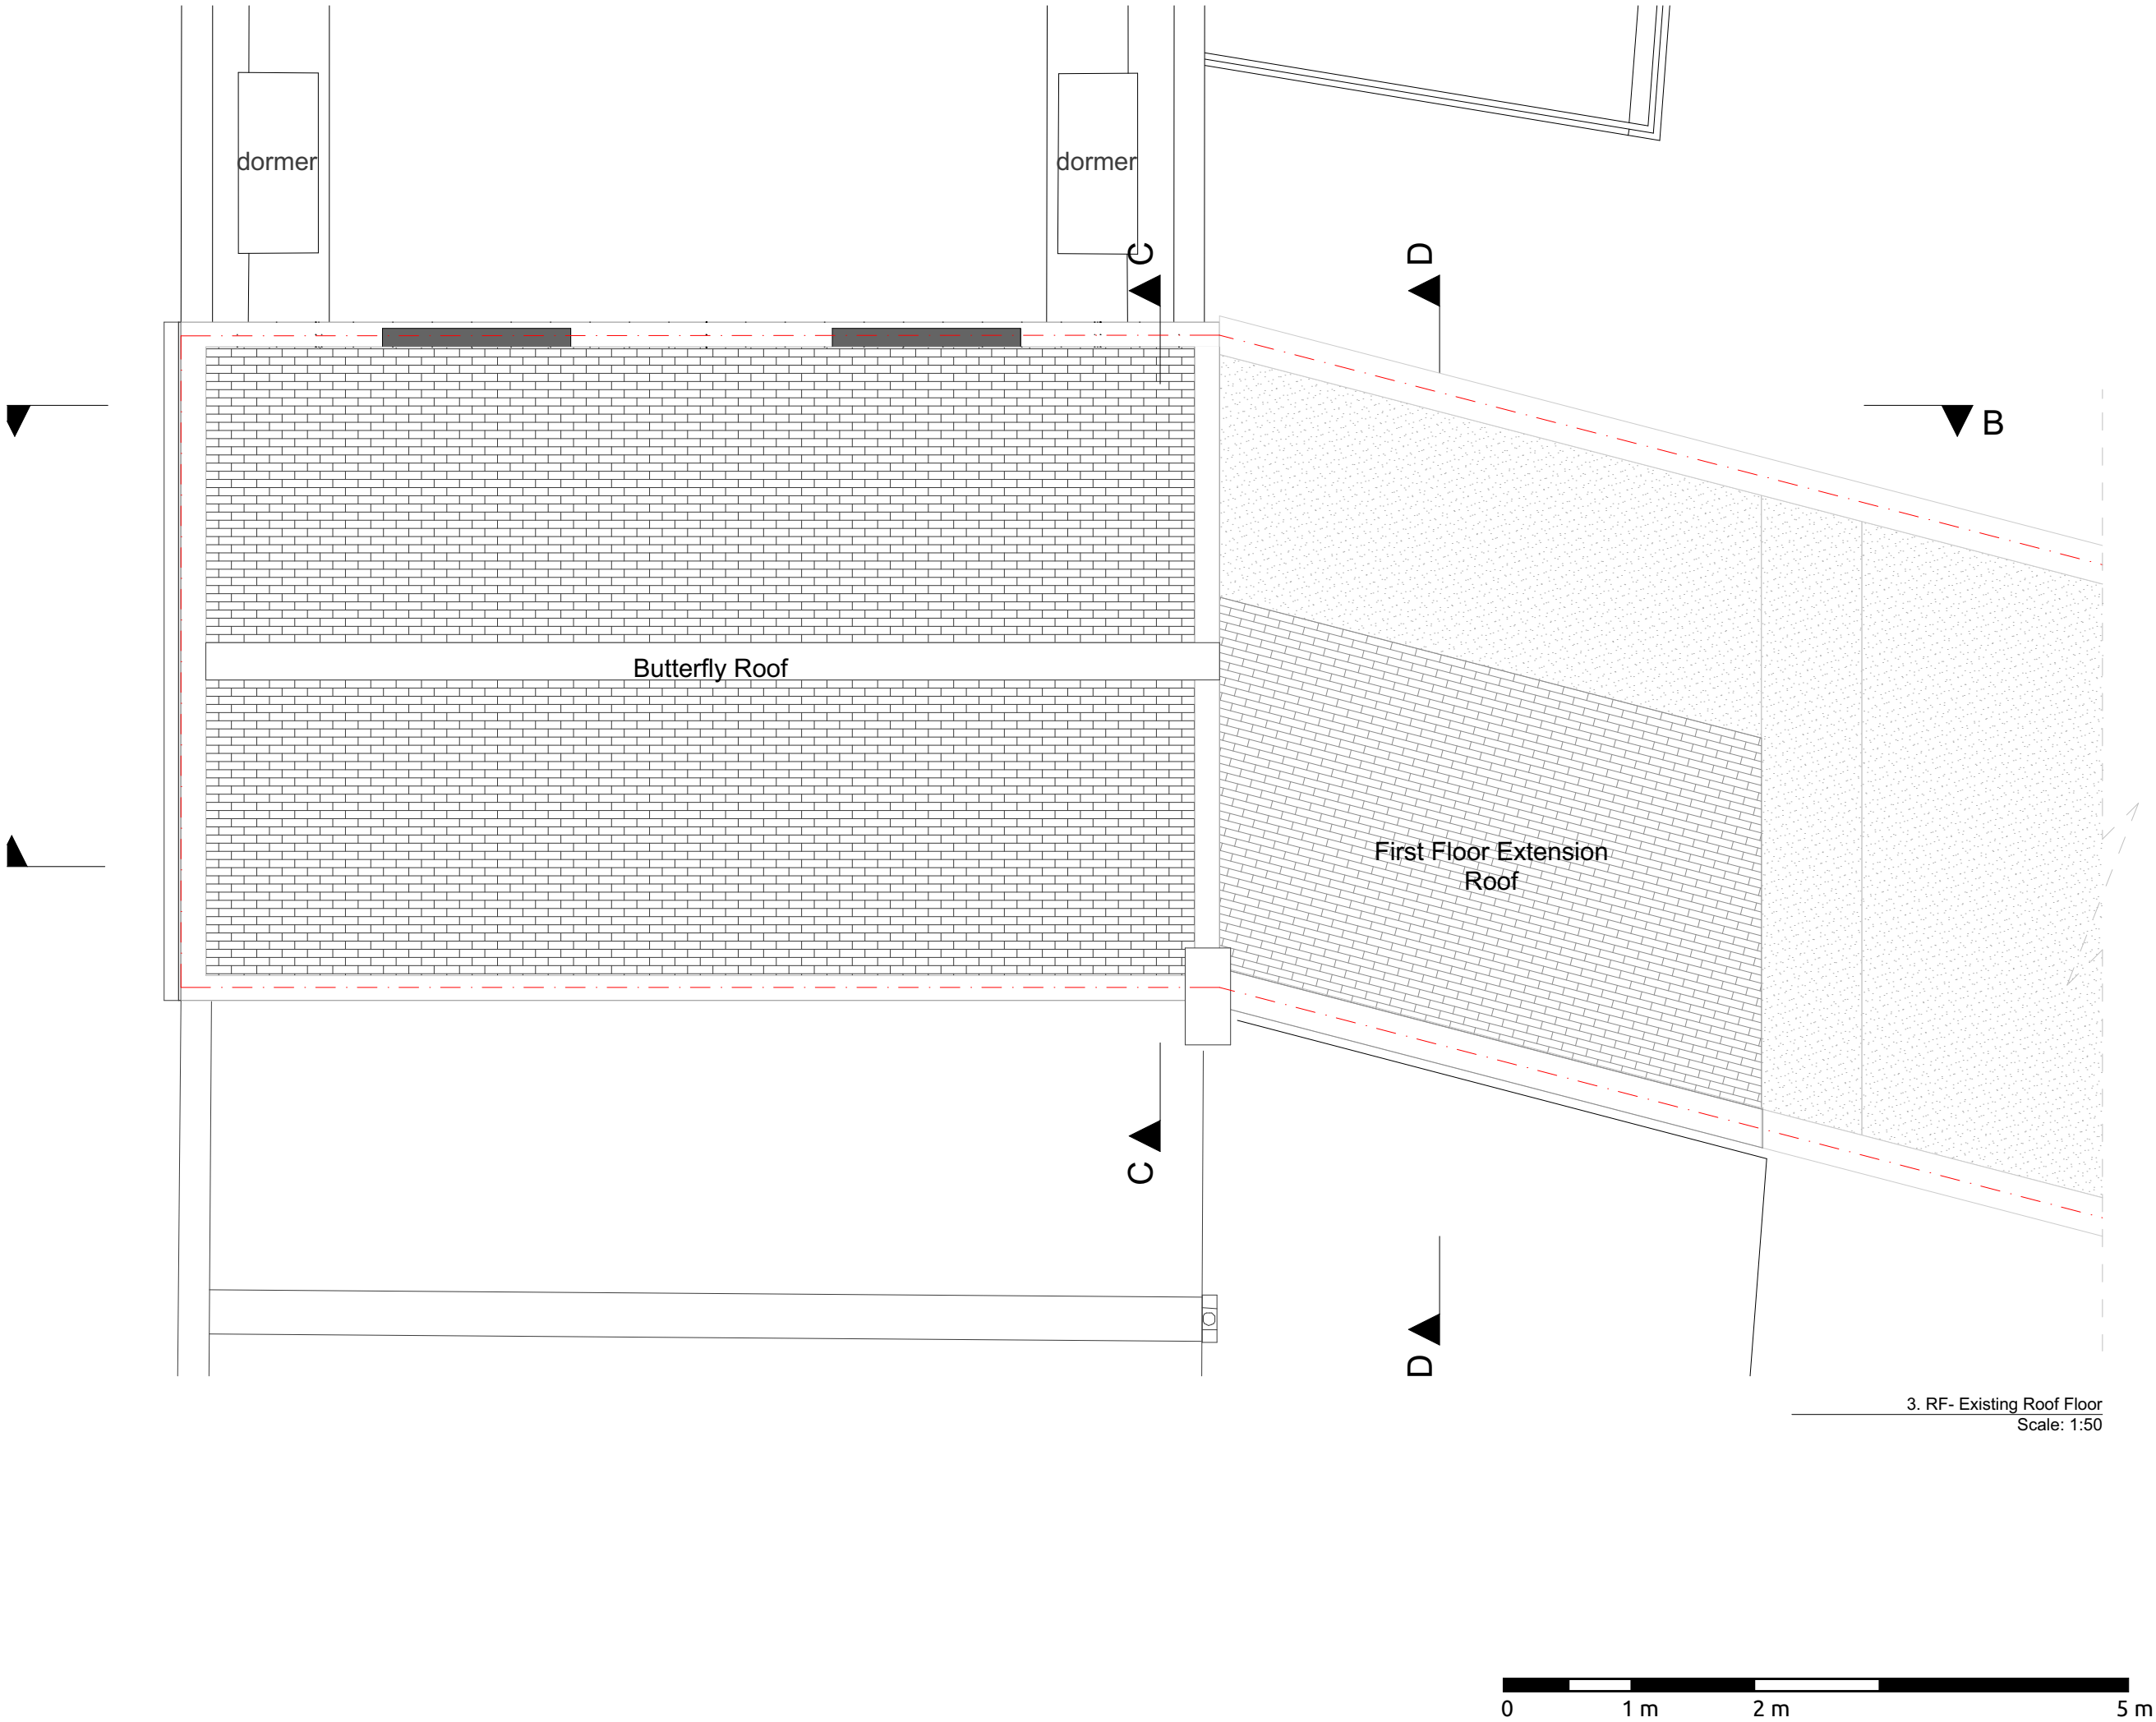 dormer
dormer
C
D
B
Butterfly Roof
First Floor Extension
Roof
C
D
3. RF- Existing Roof Floor
Scale: 1:50
0
1 m
2 m
5 m